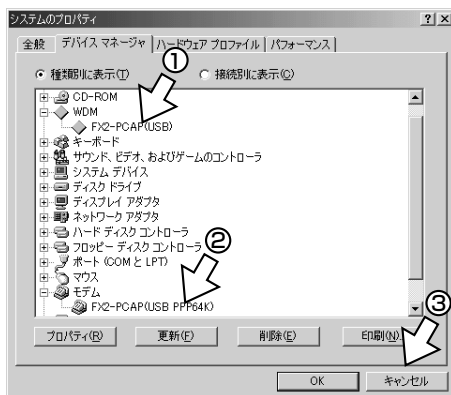 システムのプロパティ
? ×
全般 デバイス マネージャ ハードウェア プロファイル パフォーマンス
①
種類別に表示(T) 接続別に表示(C)
CD-ROM
WDM
FX2-PCAP(USB)
キーボード
サウンド、ビデオ、およびゲームのコントローラ
システム デバイス
ディスク ドライブ
ディスプレイ アダプタ
ネットワーク アダプタ
ハード ディスク コントローラ
フロッピー ディスク コントローラ
②
ポート (COM と LPT)
マウス
モデム
FX2-PCAP(USB PPP64K)
③
プロパティ(R) 更新(F) 削除(E) 印刷(N)
OK キャンセル